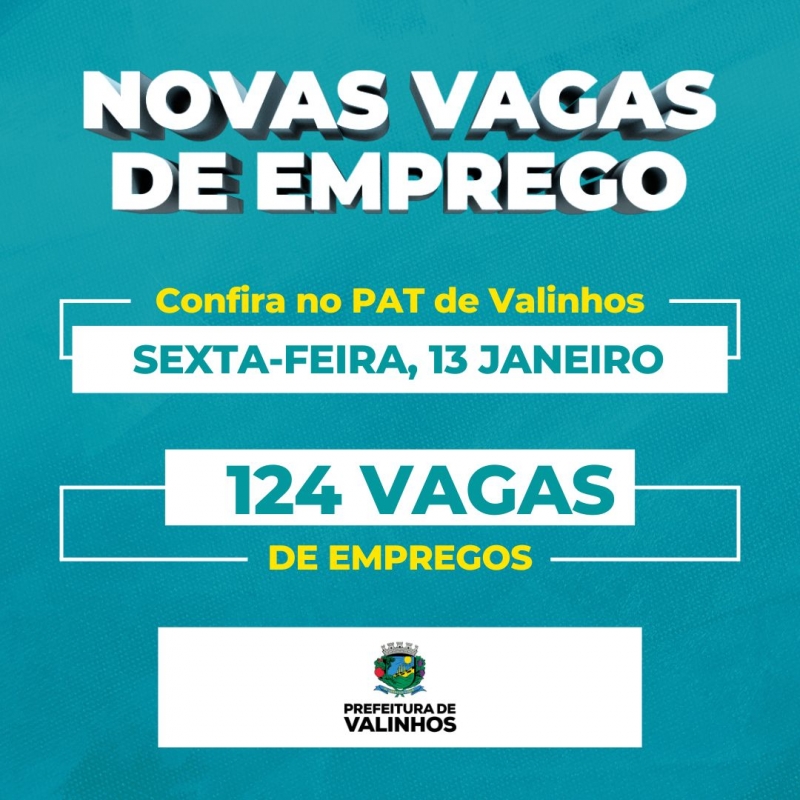 NOVAS VAGAS
DE EMPREGO
Confira no PAT de Valinhos
SEXTA-FEIRA, 13 JANEIRO
124 VAGAS
DE EMPREGOS
PREFEITURA DE
VALINHOS